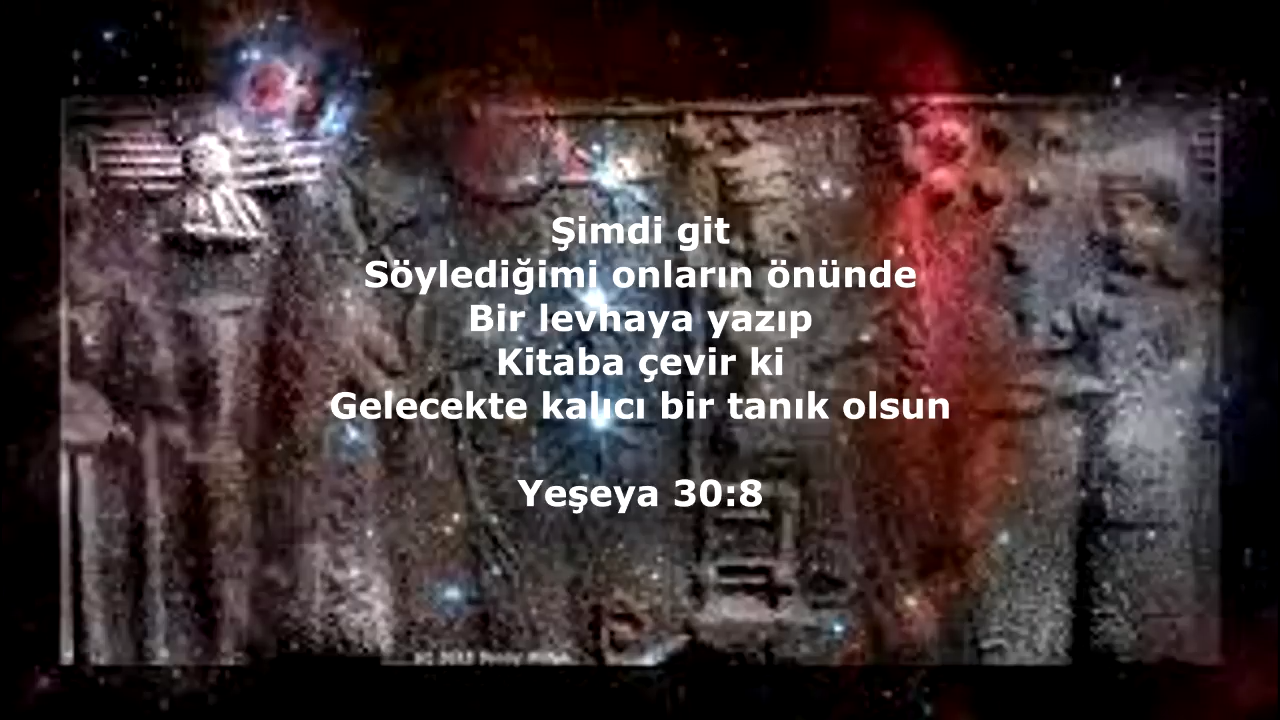 Şimdi git
Söylediğimi onların önünde
Bir levhaya yazıp
Kitaba çevir ki
Gelecekte kalıcı bir tanık olsun
Yeşeya 30:8